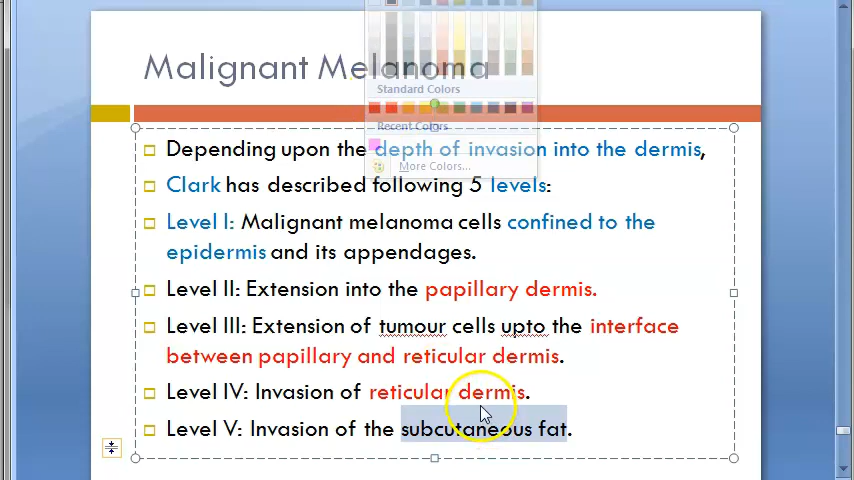 Malignant Melanoma
Standard Colors
Recent Colors
More Colors...
Depending upon the depth of invasion into the dermis,
Clark has described following 5 levels:
Level I: Malignant melanoma cells confined to the
epidermis and its appendages.
Level II: Extension into the papillary dermis.
Level III: Extension of tumour cells upto the interface
between papillary and reticular dermis.
Level IV: Invasion of reticular dermis.
Level V: Invasion of the subcutaneous fat.